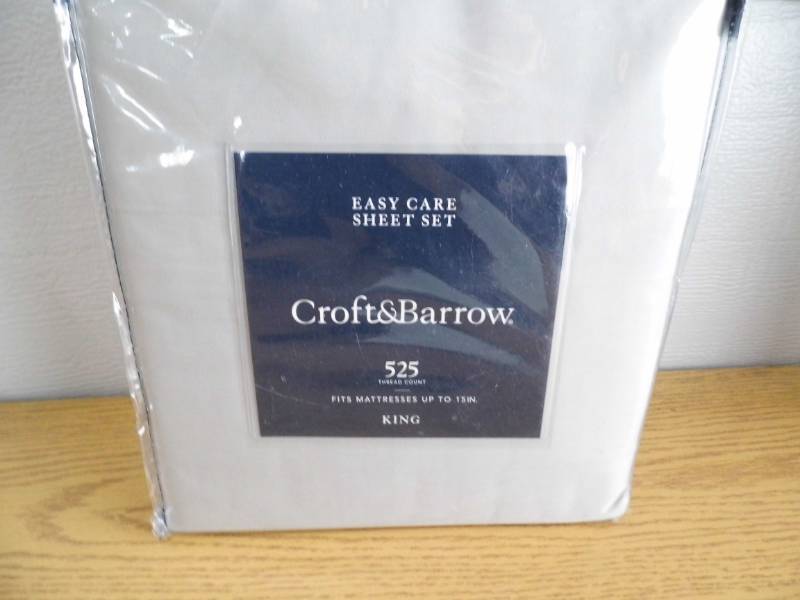 EASY CARE
SHEET SET
Croft&Barrow®
525
THREAD COUNT
FITS MATTRESSES UP TO 15IN.
KING